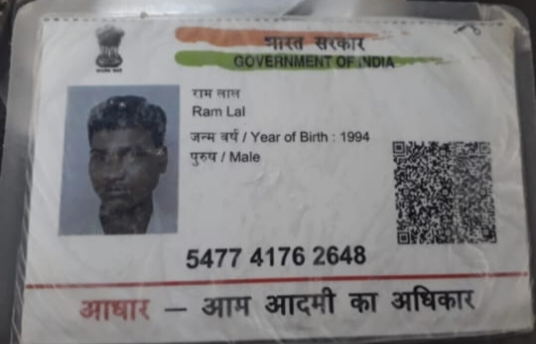 भारत सरकार
GOVERNMENT OF INDIA
राम लाल
Ram Lal
जन्म वर्ष / Year of Birth : 1994
पुरुष / Male
5477 4176 2648
आधार — आम आदमी का अधिकार